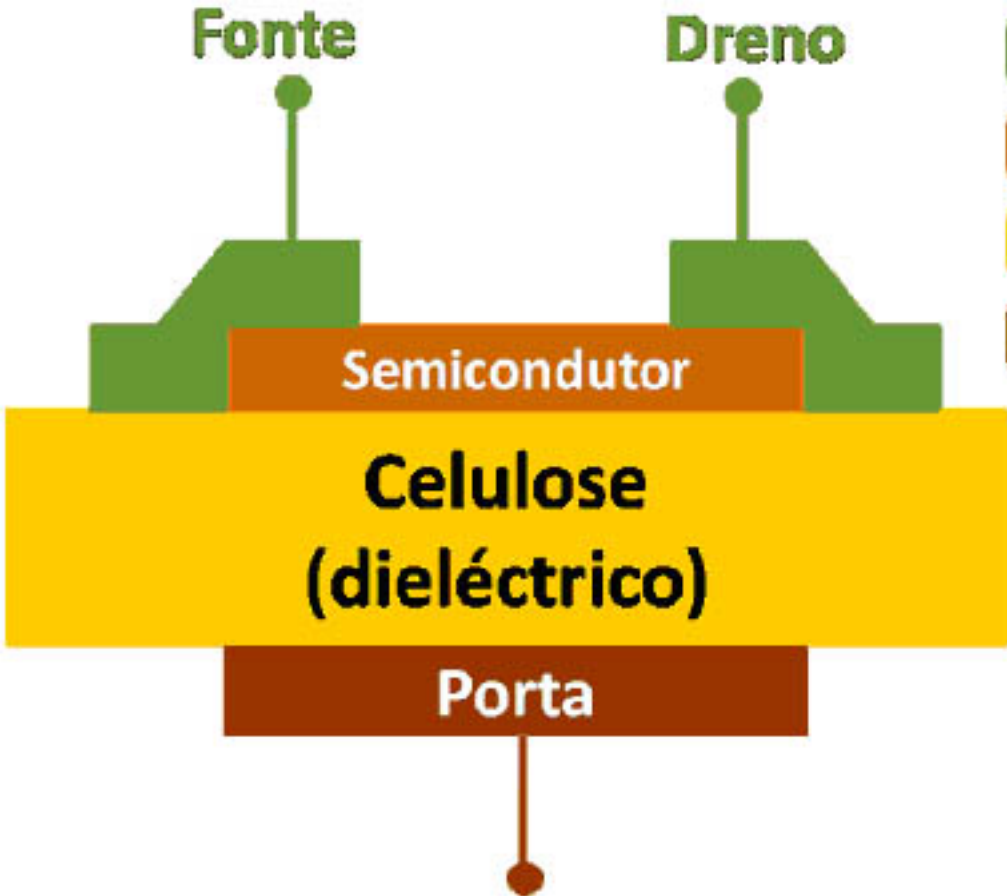 Fonte
Dreno
Semicondutor
Celulose
(dieléctrico)
Porta